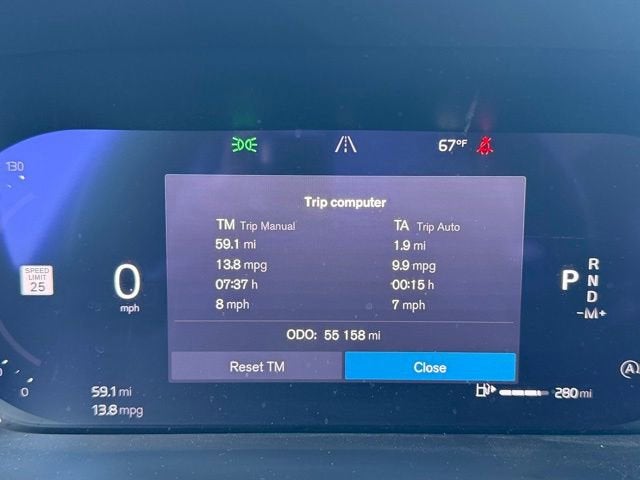 67°F
130
Trip computer
TM Trip Manual
TA Trip Auto
59.1 mi
1.9 mi
13.8 mpg
9.9 mpg
07:37 h
00:15 h
8 mph
7 mph
ODO: 55 158 mi
Reset TM
Close
SPEED
LIMIT
25
0
mph
P
R
N
D
-M+
0
59.1 mi
13.8 mpg
280 mi
A